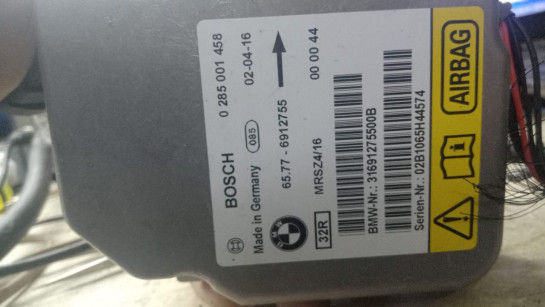 BOSCH 0 285 001 458
Made in Germany 085 02-04-16
65.77 - 6912755
32R MRSZ4/16 00 00 44
BMW-Nr.: 31691275500B
Serien-Nr.: 02B1065H44574
AIRBAG